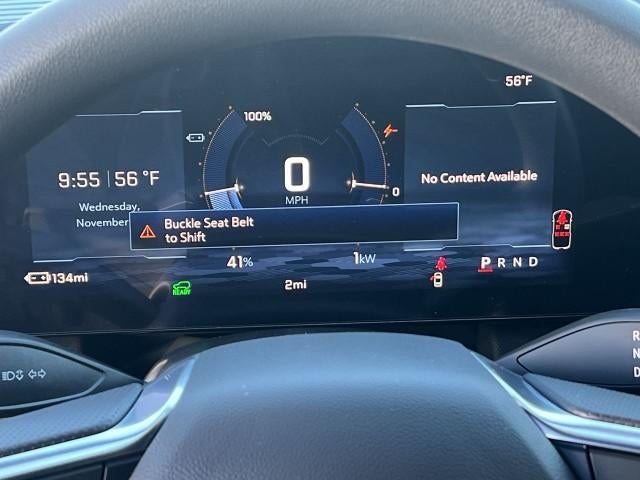 56°F
100%
9:55 56 °F
0
0
MPH
No Content Available
Wednesday,
November
Buckle Seat Belt
to Shift
134mi
41%
1kW
READY
2mi
P R N D
R
N
D